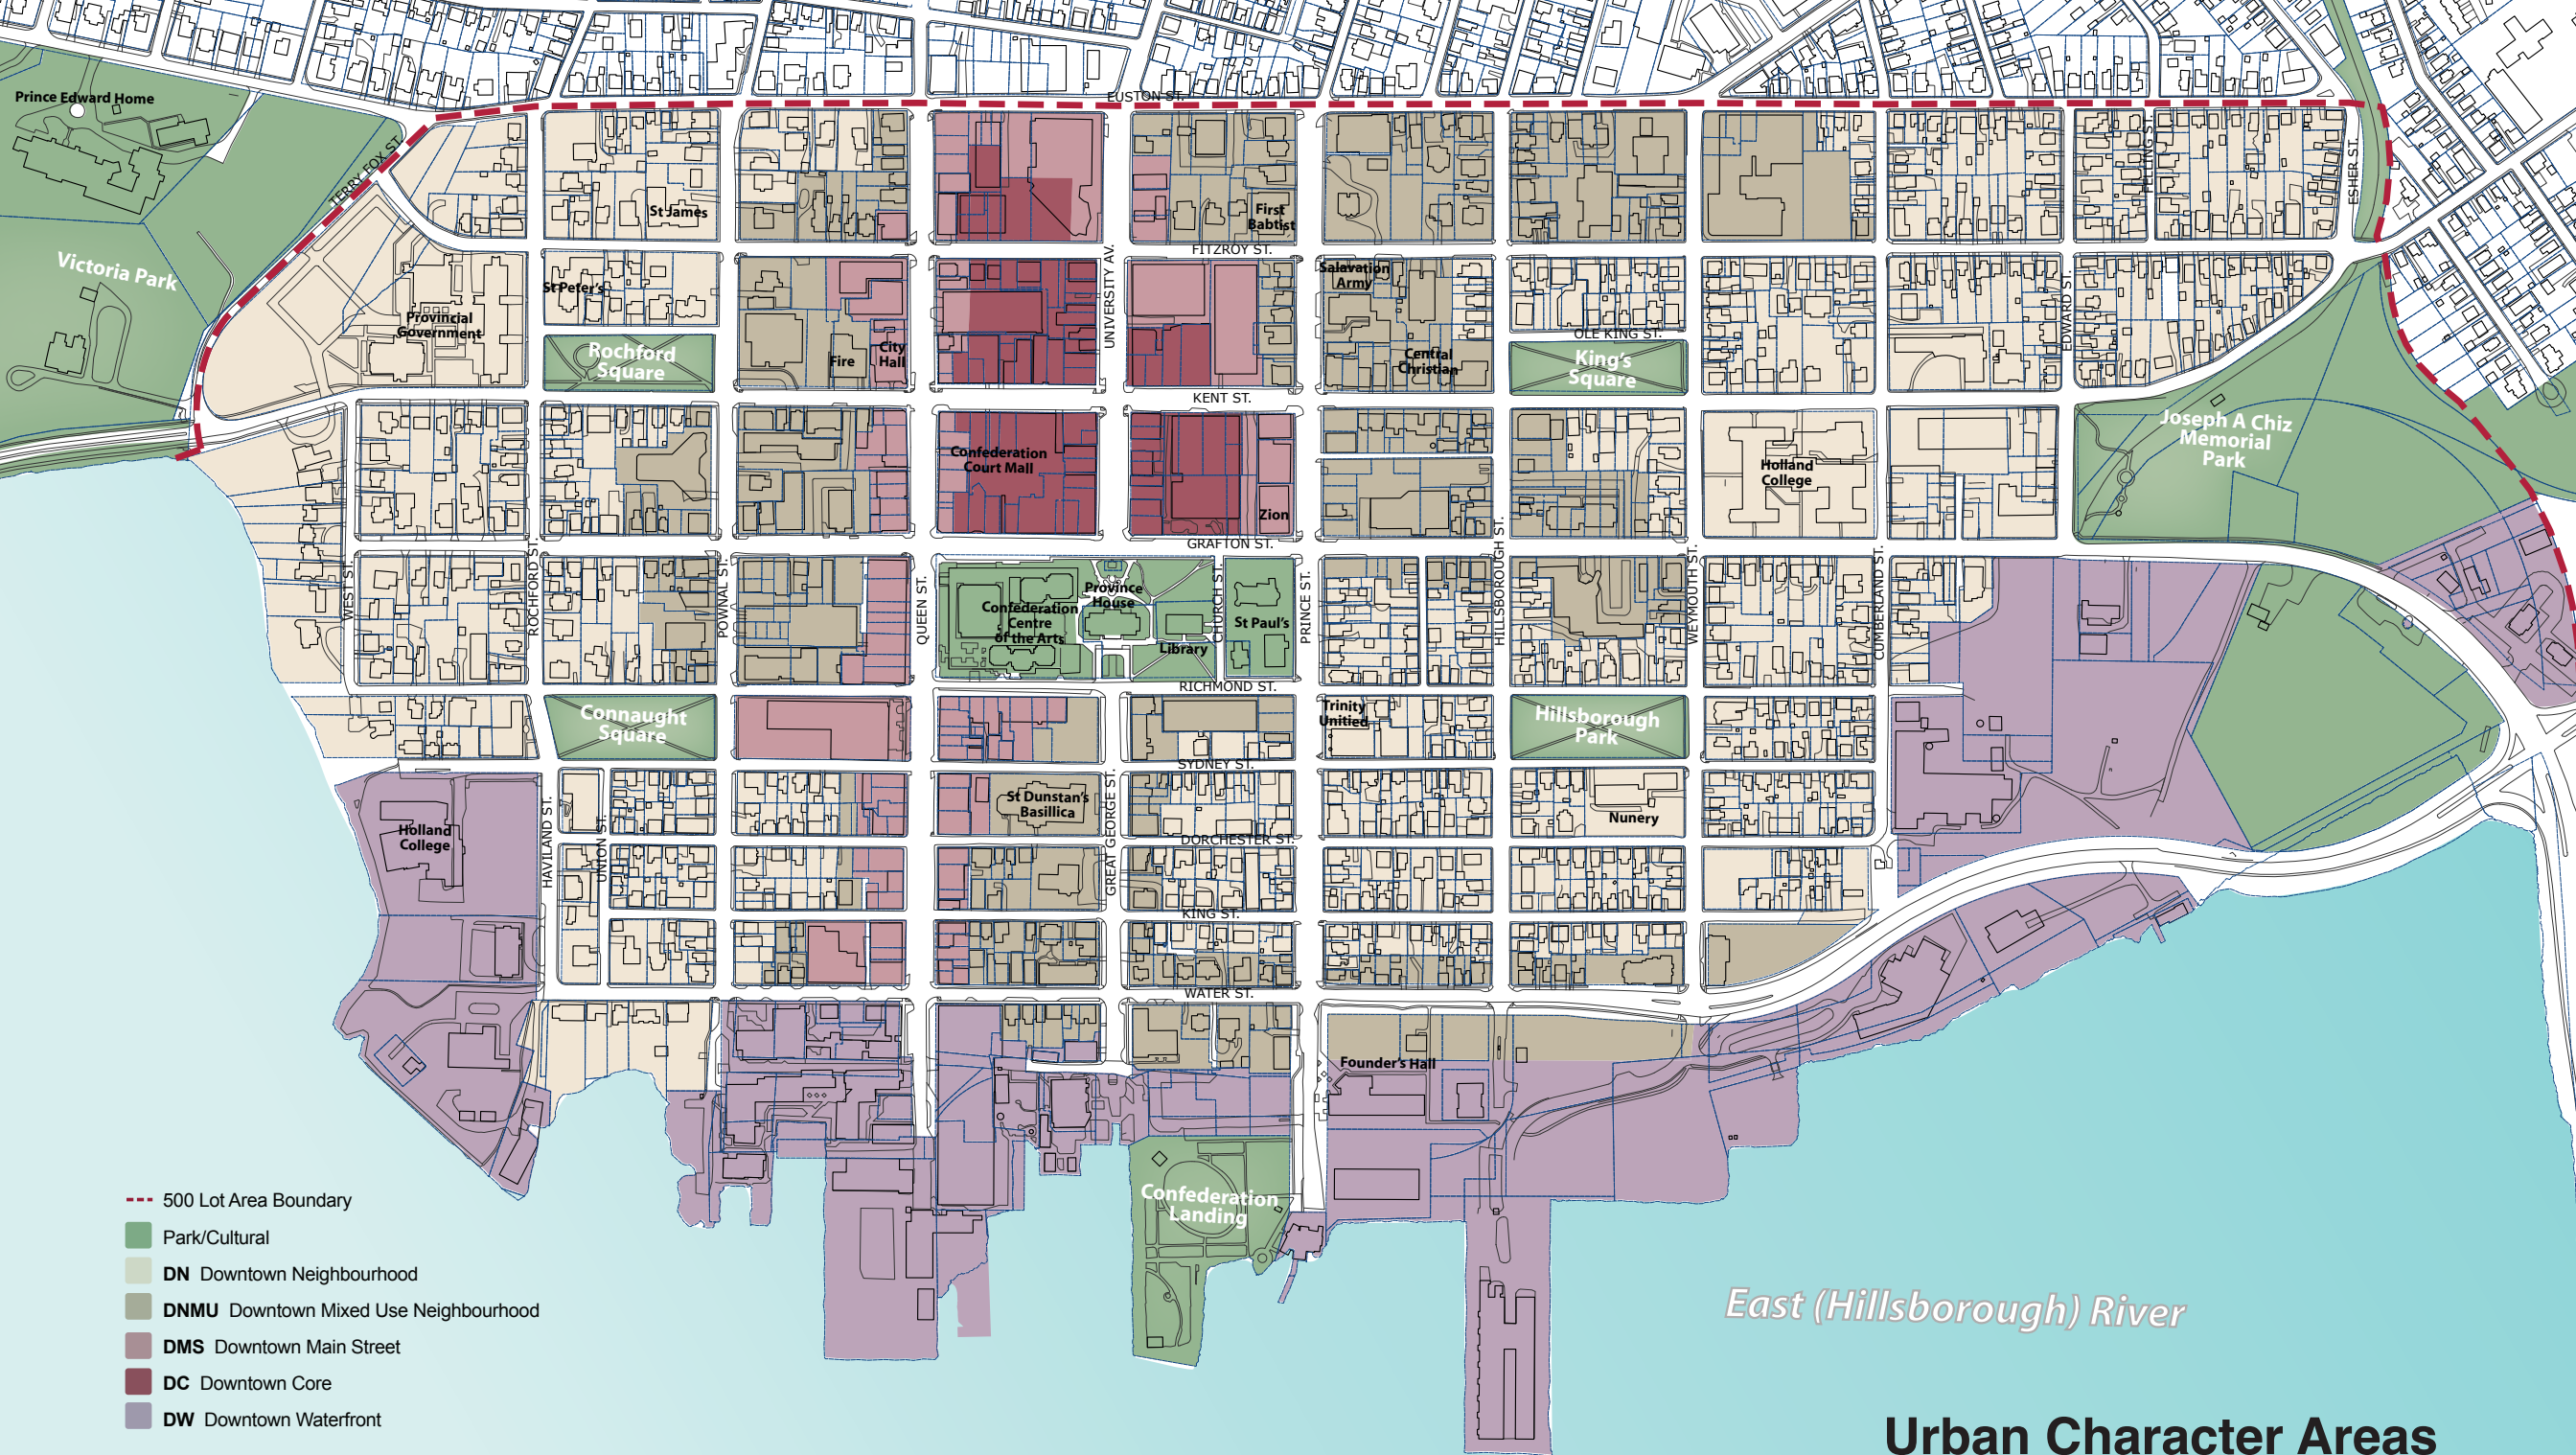 EUSTON ST.
Prince Edward Home
TERRY FOX ST.
PELLING ST.
ESHER ST.
St James
First
Babtist
FITZROY ST.
UNIVERSITY AV.
Victoria Park
St Peter's
Provincial
Government
Rochford
Square
Fire
City
Hall
Salavation
Army
Central
Christian
OLE KING ST.
King's
Square
EDWARD ST.
KENT ST.
Joseph A Chiz
Memorial
Park
Confederation
Court Mall
Zion
Holland
College
GRAFTON ST.
WEST ST.
ROCHFORD ST.
POWNAL ST.
QUEEN ST.
Confederation
Centre
of the Arts
Province
House
Library
CHURCH ST.
St Paul's
PRINCE ST.
HILLSBOROUGH ST.
WEYMOUTH ST.
CUMBERLAND ST.
RICHMOND ST.
Connaught
Square
Trinity
Unitied
Hillsborough
Park
SYDNEY ST.
Holland
College
HAVILAND ST.
UNION ST.
St Dunstan's
Basillica
GREAT GEORGE ST.
Nunery
DORCHESTER ST.
KING ST.
WATER ST.
Founder's Hall
Confederation
Landing
East (Hillsborough) River
500 Lot Area Boundary
Park/Cultural
DN Downtown Neighbourhood
DNMU Downtown Mixed Use Neighbourhood
DMS Downtown Main Street
DC Downtown Core
DW Downtown Waterfront
Urban Character Areas